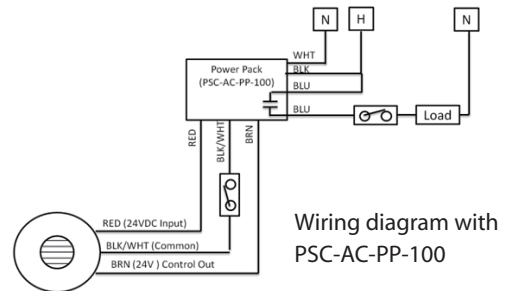 N
H
N
WHT
BLK
BLU
Power Pack
(PSC-AC-PP-100)
BLU
Load
RED
BLK/WHT
BRN
RED (24VDC Input)
BLK/WHT (Common)
BRN (24V ) Control Out
Wiring diagram with
PSC-AC-PP-100